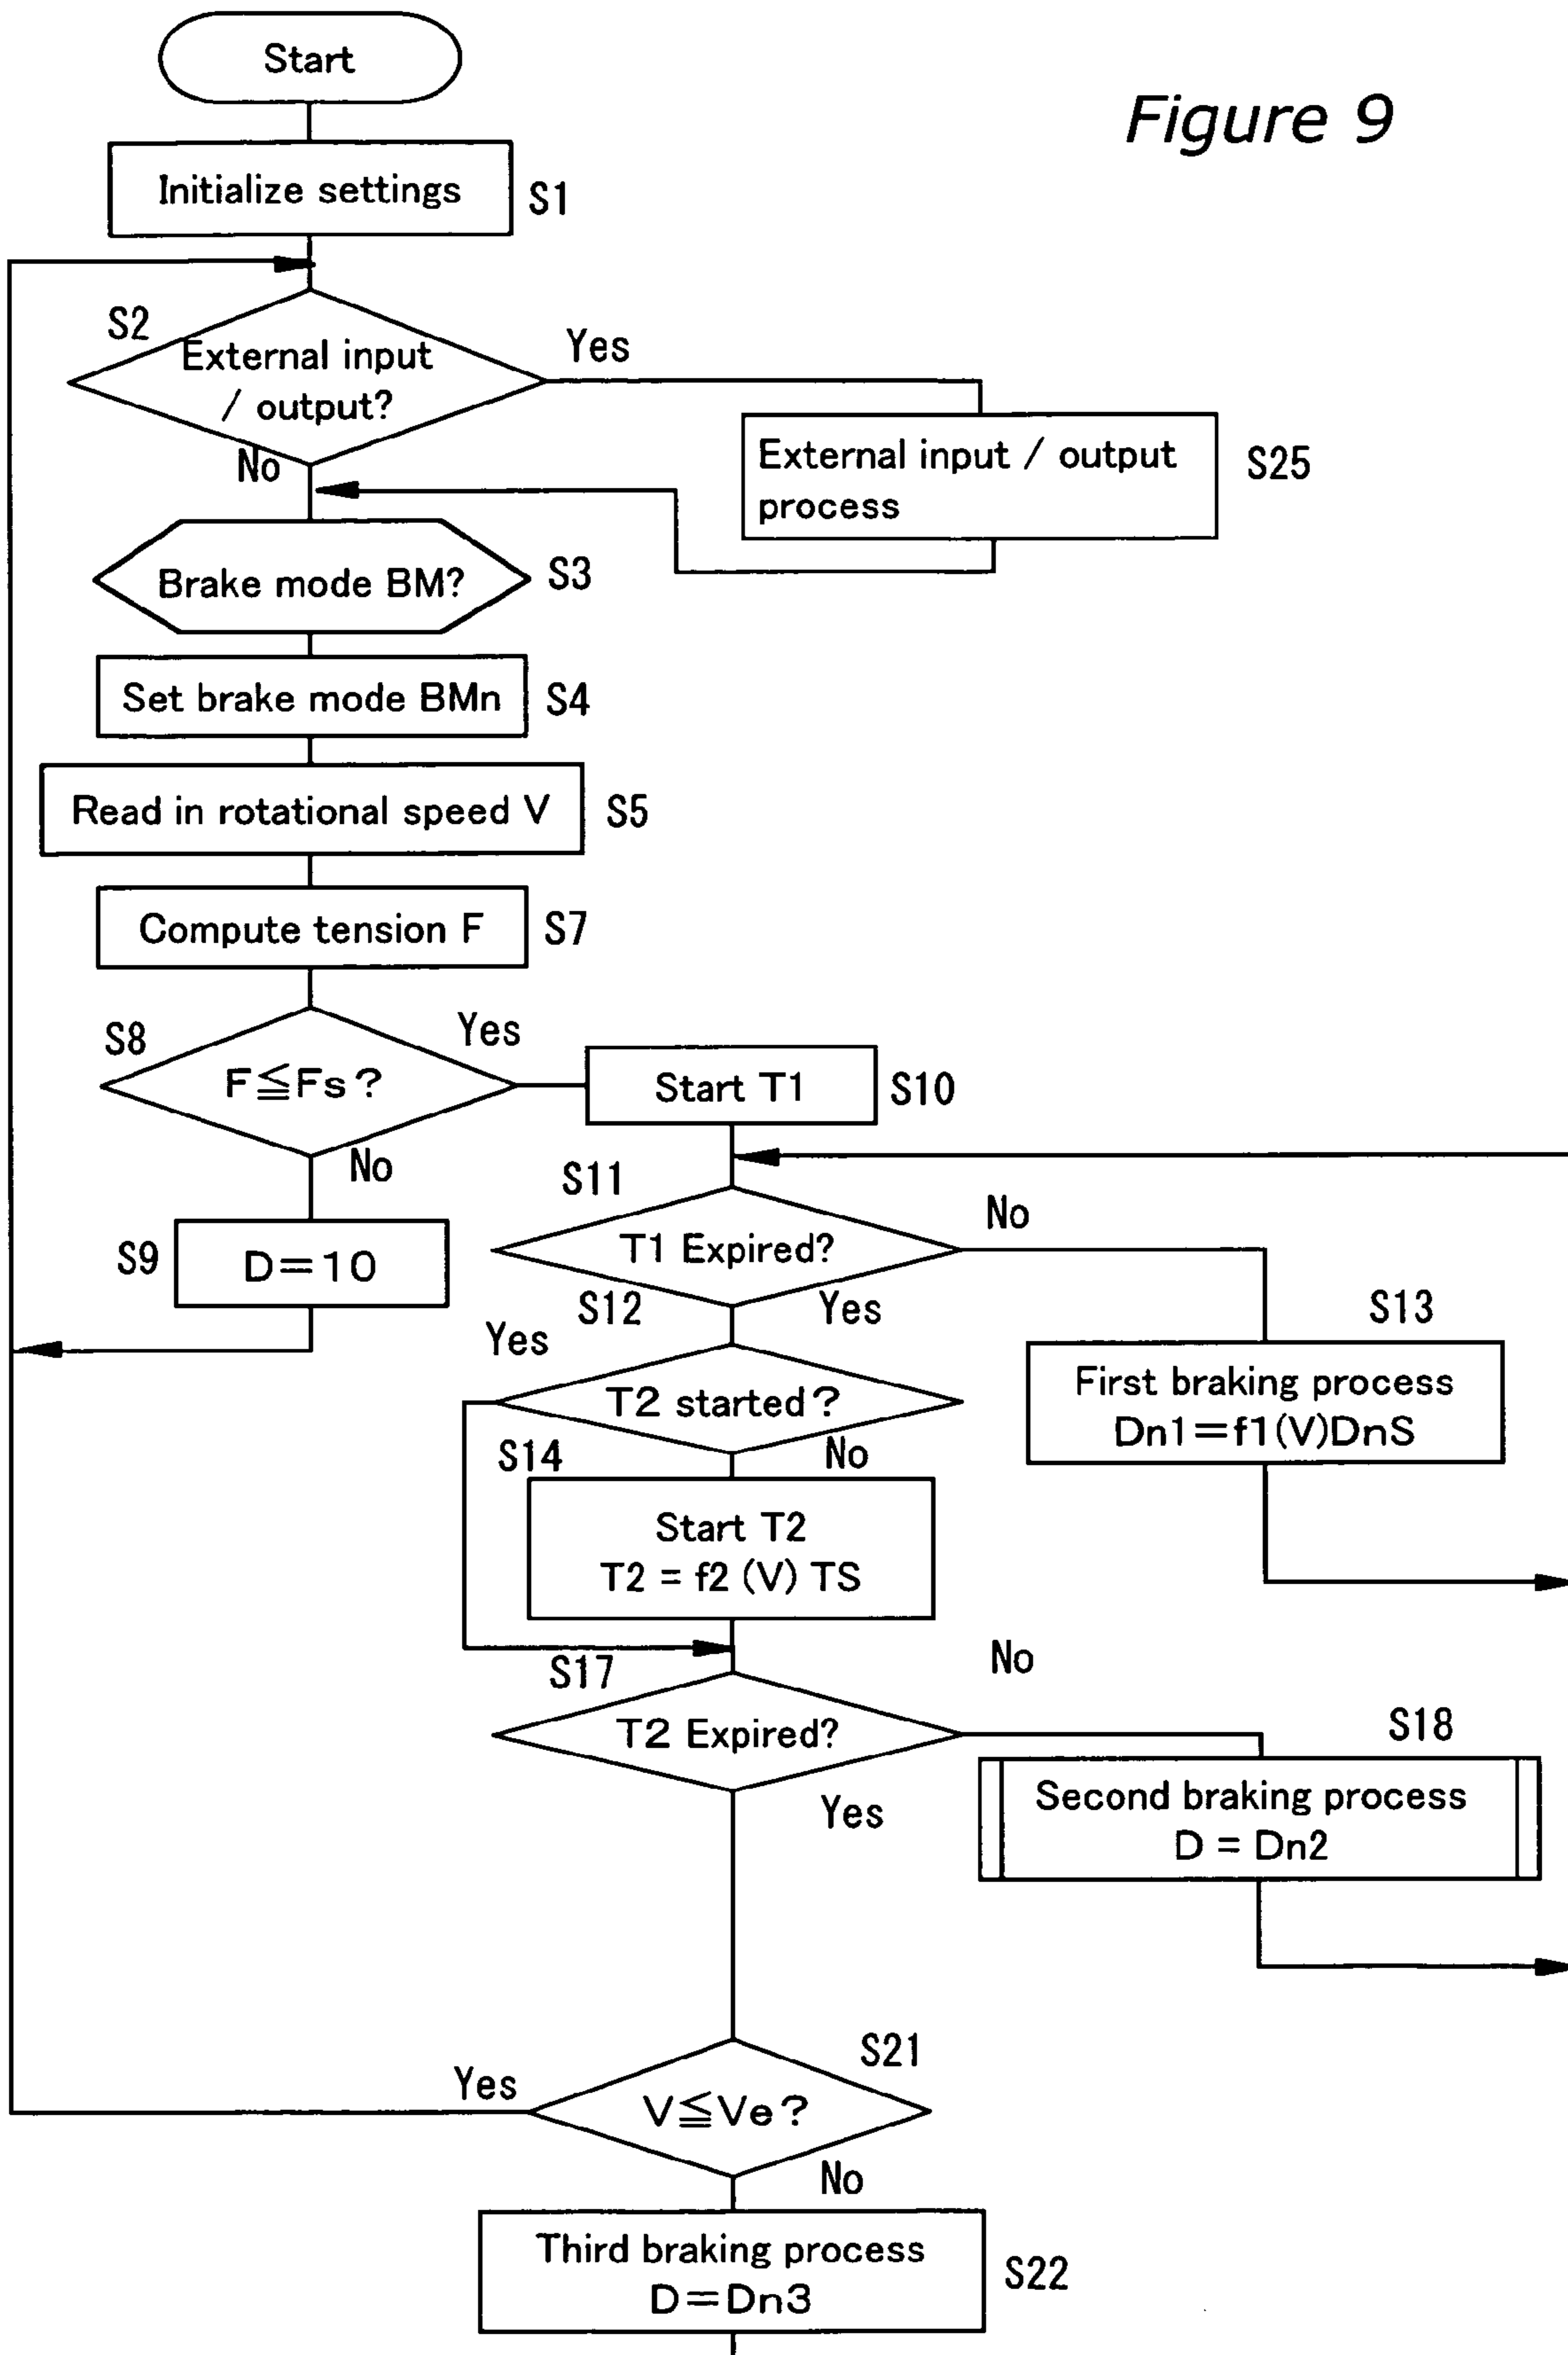 Figure 9
Start
Initialize settings
S1
S2
External input
/ output?
Yes
No
External input / output
process
S25
Brake mode BM?
S3
Set brake mode BMn
S4
Read in rotational speed V
S5
Compute tension F
S7
S8
F≦Fs?
Yes
No
Start T1
S10
S9
D=10
S11
T1 Expired?
No
Yes
S13
First braking process
Dn1=f1(V)DnS
S12
Yes
T2 started?
No
S14
Start T2
T2 = f2 (V) TS
S17
T2 Expired?
No
Yes
S18
Second braking process
D = Dn2
S21
Yes
V≦Ve?
No
Third braking process
D=Dn3
S22